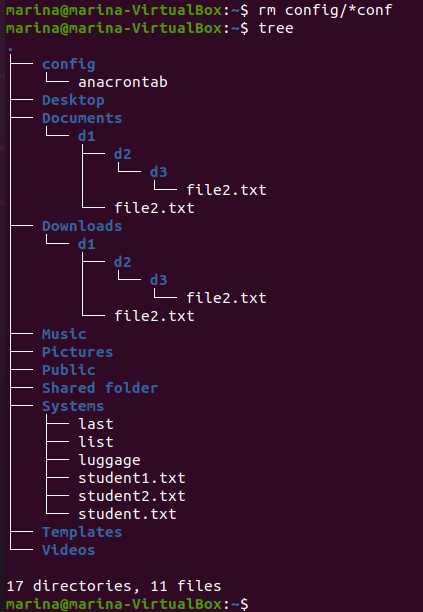 marina@marina-VirtualBox:~$ rm config/*conf
marina@marina-VirtualBox:~$ tree
.
├── config
│   └── anacrontab
├── Desktop
├── Documents
│   └── d1
│       ├── d2
│       │   └── d3
│       │       └── file2.txt
│       └── file2.txt
├── Downloads
│   └── d1
│       ├── d2
│       │   └── d3
│       │       └── file2.txt
│       └── file2.txt
├── Music
├── Pictures
├── Public
├── Shared folder
├── Systems
│   ├── last
│   ├── list
│   ├── luggage
│   ├── student1.txt
│   ├── student2.txt
│   └── student.txt
├── Templates
└── Videos

17 directories, 11 files
marina@marina-VirtualBox:~$